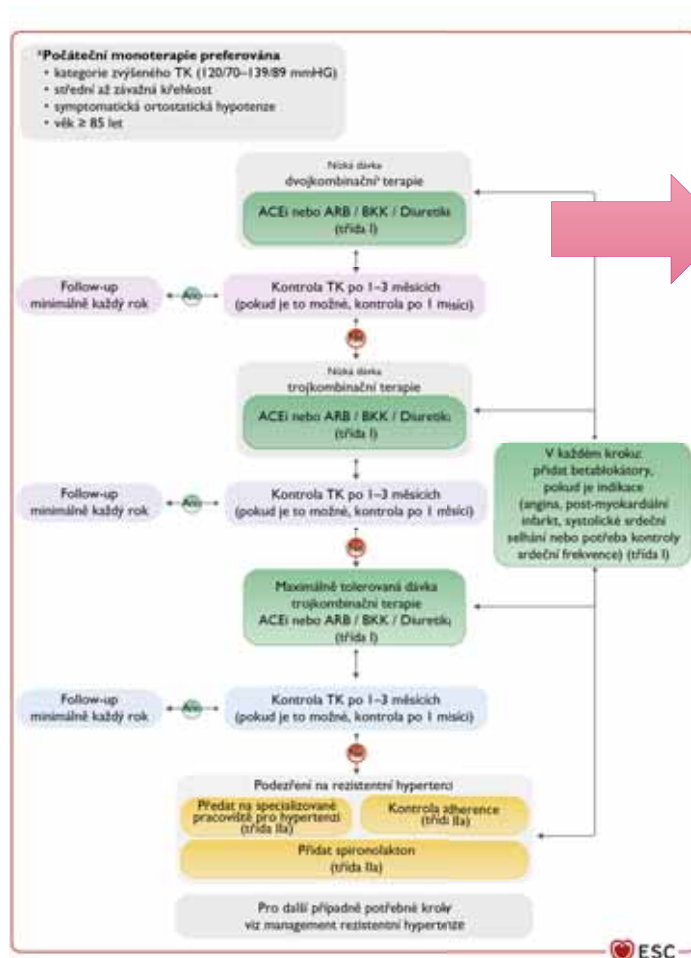 *Počáteční monoterapie preferována
• kategorie zvýšeného TK (120/70–139/89 mmHG)
• střední až závažná křehkost
• symptomatická ortostatická hypotenze
• věk ≥ 85 let
Nízká dávka
dvojkombinační* terapie
ACEi nebo ARB / BKK / Diuretik
(třída I)
Follow-up
minimálně každý rok
Ano
Kontrola TK po 1–3 měsících
(pokud je to možné, kontrola po 1 měsíci)
Ne
Nízká dávka
trojkombinační terapie
ACEi nebo ARB / BKK / Diuretik
(třída I)
V každém kroku:
přidat betablokátory,
pokud je indikace
(angina, post-myokardiální
infarkt, systolické srdeční
selhání nebo potřeba kontroly
srdeční frekvence) (třída I)
Follow-up
minimálně každý rok
Ano
Kontrola TK po 1–3 měsících
(pokud je to možné, kontrola po 1 měsíci)
Maximálně tolerovaná dávka
trojkombinační terapie
ACEi nebo ARB / BKK / Diuretik
(třída I)
Follow-up
minimálně každý rok
Ano
Kontrola TK po 1–3 měsících
(pokud je to možné, kontrola po 1 měsíci)
Podezření na rezistentní hypertenzi
Předat na specializované
pracoviště pro hypertenzi
(třída IIa)
Kontrola adherence
(třída IIa)
Přidat spironolakton
(třída IIa)
Pro další případně potřebné kroky
viz management rezistentní hypertenze
ESC